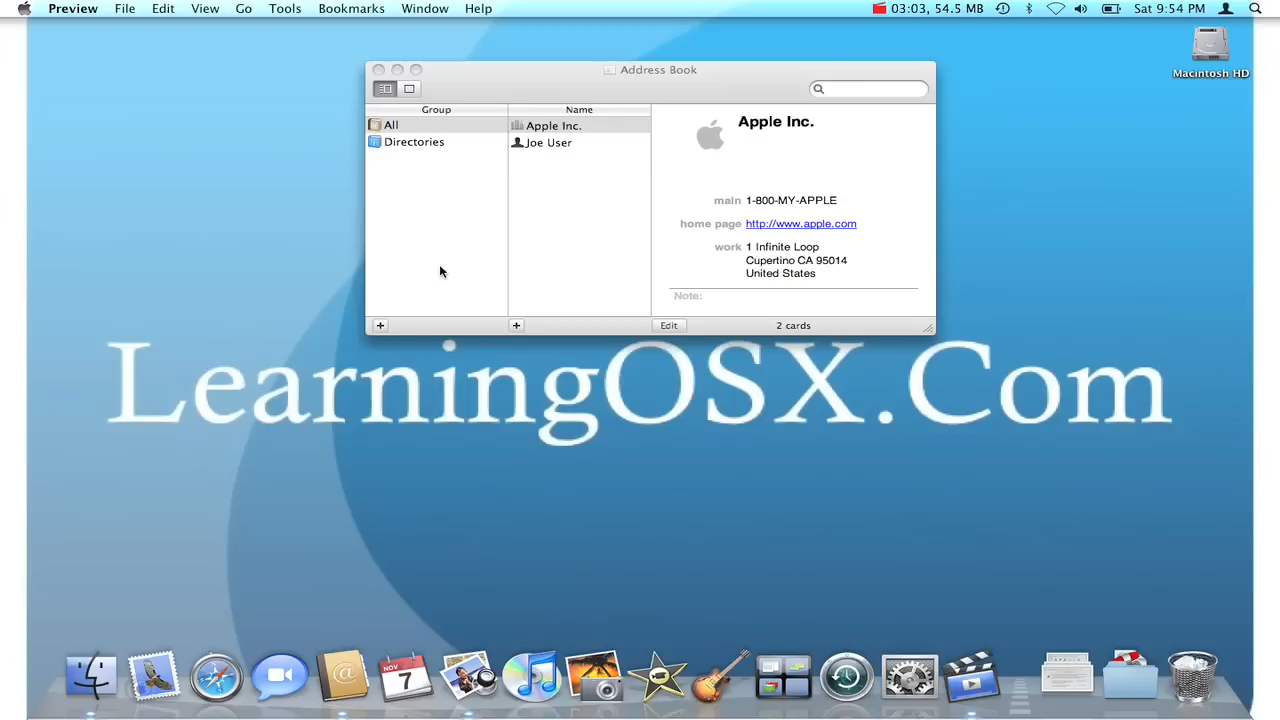 Preview File Edit View Go Tools Bookmarks Window Help 03:03, 54.5 MB Sat 9:54 PM
Macintosh HD
Address Book
Group Name
All
Directories
Apple Inc.
Joe User
Apple Inc.
main 1-800-MY-APPLE
home page http://www.apple.com
work 1 Infinite Loop
Cupertino CA 95014
United States
Note:
+ + Edit 2 cards
LearningOSX.Com
NOV
7